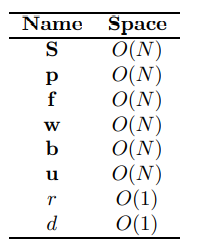 Name Space
S O(N)
p O(N)
f O(N)
w O(N)
b O(N)
u O(N)
r O(1)
d O(1)